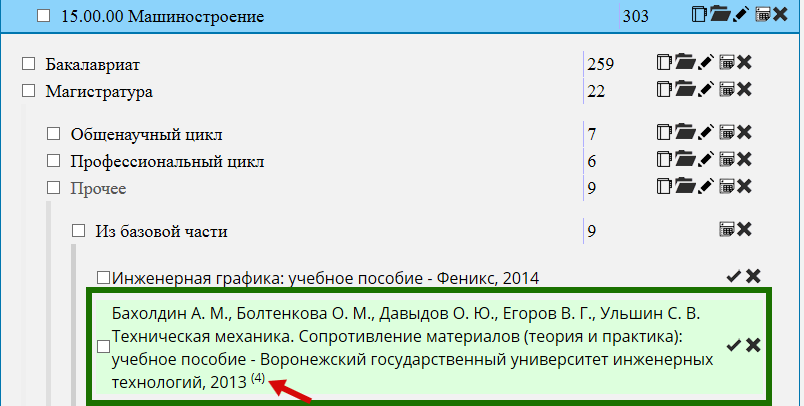 15.00.00 Машиностроение 303
Бакалавриат 259
Магистратура 22
Общенаучный цикл 7
Профессиональный цикл 6
Прочее 9
Из базовой части 9
Инженерная графика: учебное пособие - Феникс, 2014
Бахолдин А. М., Болтенкова О. М., Давыдов О. Ю., Егоров В. Г., Ульшин С. В.
Техническая механика. Сопротивление материалов (теория и практика):
учебное пособие - Воронежский государственный университет инженерных
технологий, 2013 (4)